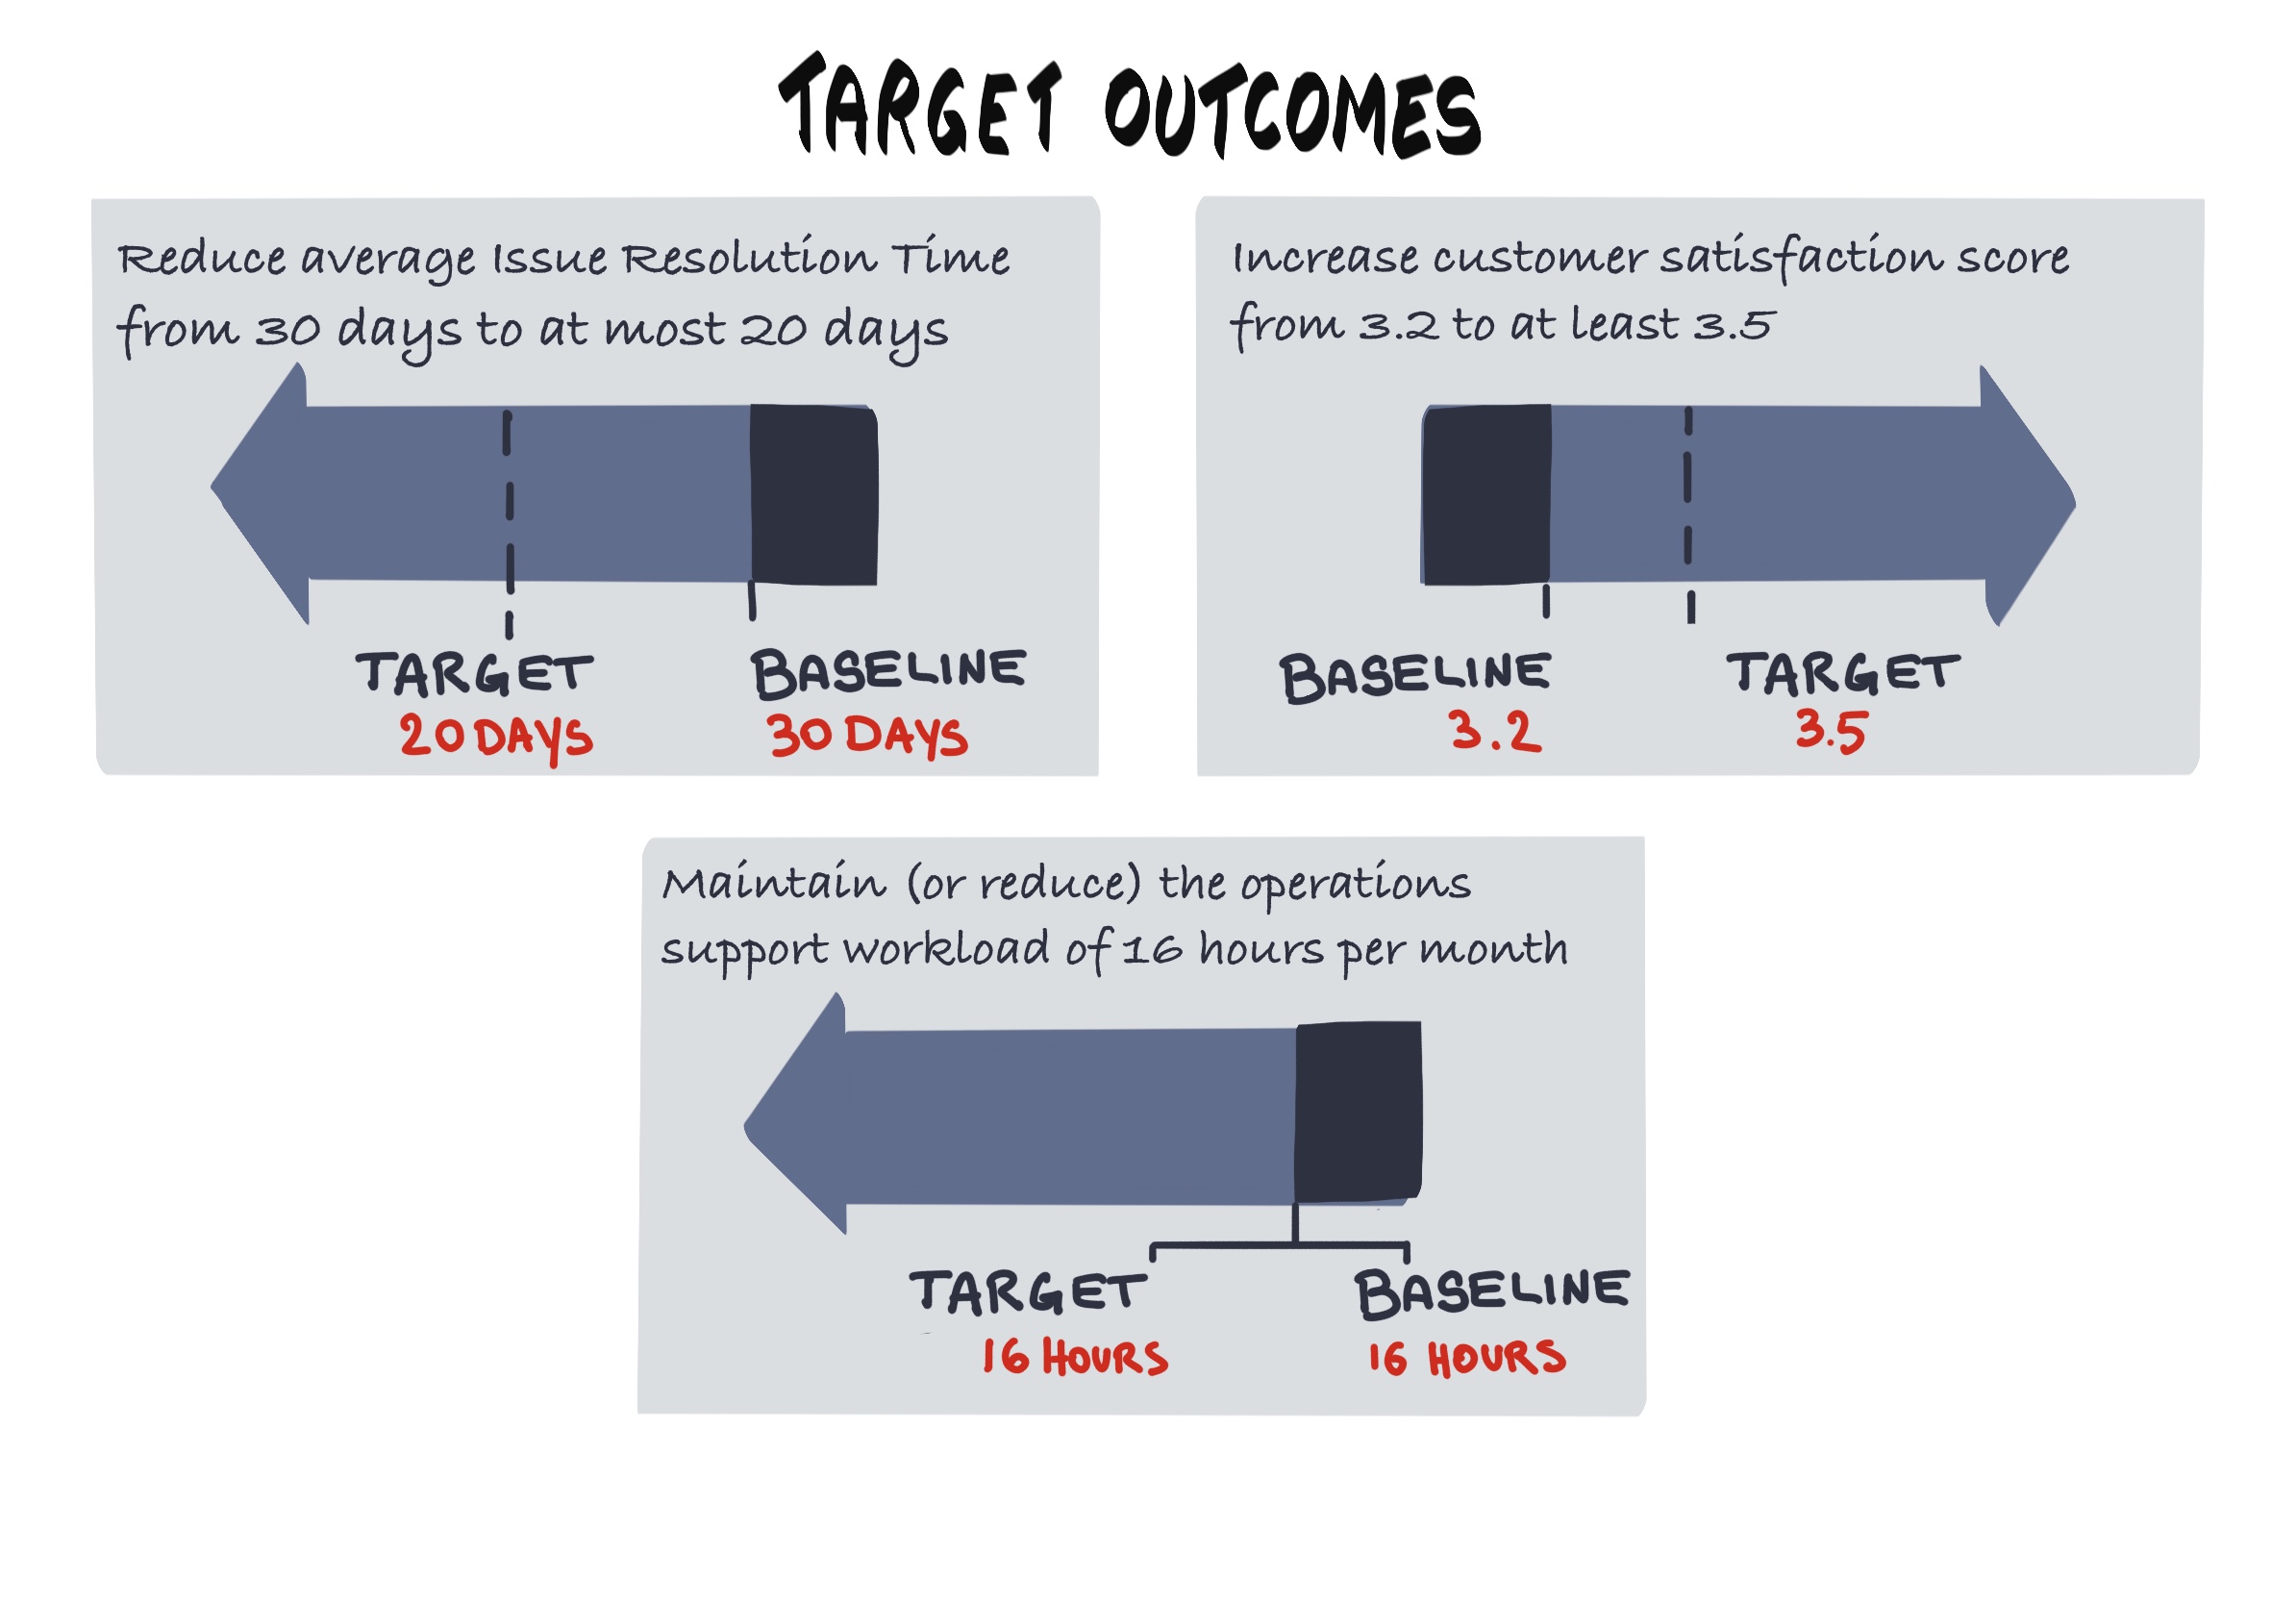 TARGET OUTCOMES
Reduce average Issue Resolution Time
from 30 days to at most 20 days
TARGET
20 DAYS
BASELINE
30 DAYS
Increase customer satisfaction score
from 3.2 to at least 3.5
BASELINE
3.2
TARGET
3.5
Maintain (or reduce) the operations
support workload of 16 hours per month
TARGET
16 HOURS
BASELINE
16 HOURS